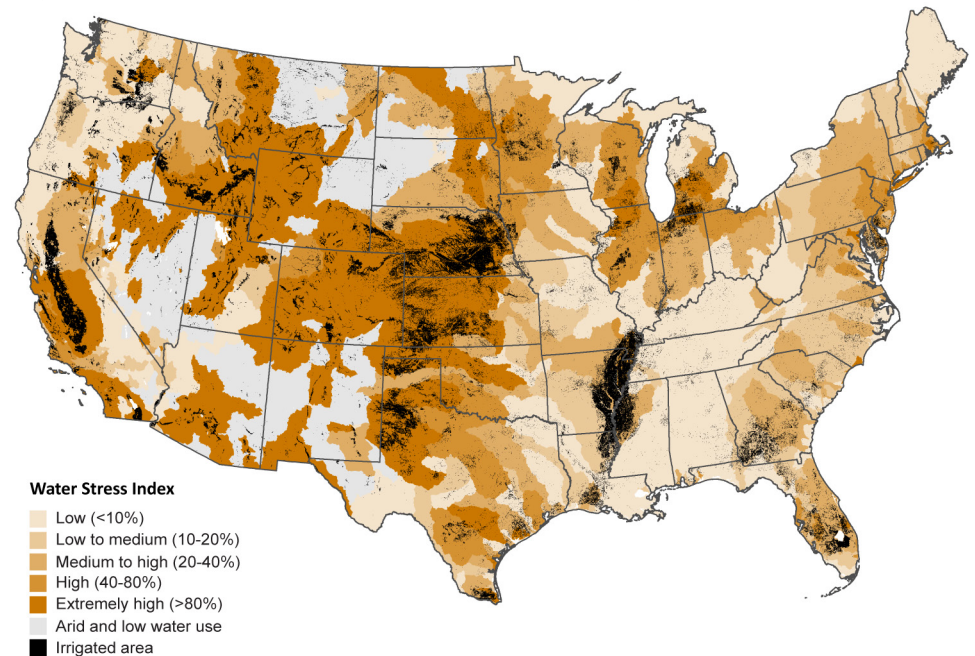 Water Stress Index
Low (<10%)
Low to medium (10-20%)
Medium to high (20-40%)
High (40-80%)
Extremely high (>80%)
Arid and low water use
Irrigated area